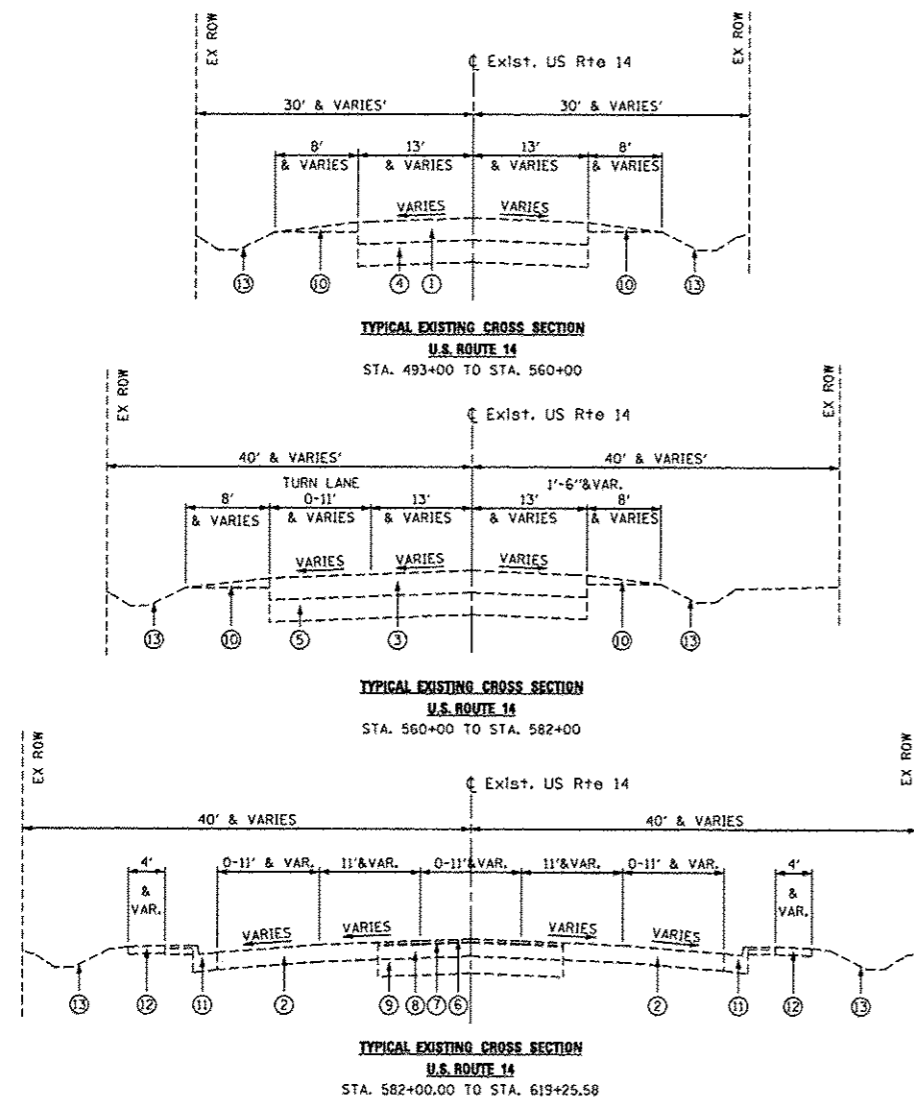 EX ROW
EX ROW
℄ Exist. US Rte 14
30' & VARIES'
30' & VARIES'
8' & VARIES
13' & VARIES
13' & VARIES
8' & VARIES
VARIES
VARIES
13
10
4
1
10
13
TYPICAL EXISTING CROSS SECTION
U.S. ROUTE 14
STA. 493+00 TO STA. 560+00
EX ROW
EX ROW
℄ Exist. US Rte 14
40' & VARIES'
40' & VARIES'
TURN LANE
1'-6"&VAR.
8' & VARIES
0-11' & VARIES
13' & VARIES
13' & VARIES
8' & VARIES
VARIES
VARIES
VARIES
13
10
5
3
10
13
TYPICAL EXISTING CROSS SECTION
U.S. ROUTE 14
STA. 560+00 TO STA. 582+00
EX ROW
EX ROW
℄ Exist. US Rte 14
40' & VARIES
40' & VARIES
4' & VAR.
0-11' & VAR.
11'&VAR.
0-11'&VAR.
11'&VAR.
0-11' & VAR.
4' & VAR.
VARIES
VARIES
VARIES
VARIES
13
12
11
2
9
8
7
6
2
11
12
13
TYPICAL EXISTING CROSS SECTION
U.S. ROUTE 14
STA. 582+00.00 TO STA. 619+25.58